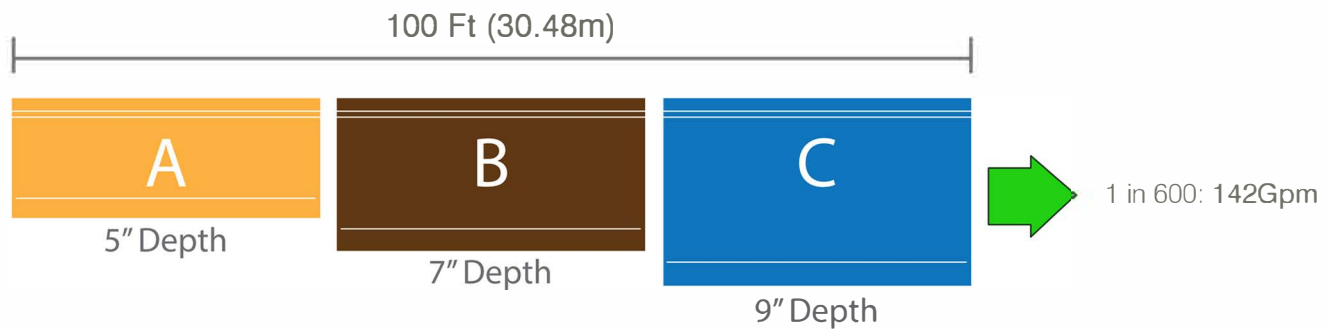 100 Ft (30.48m)
A
B
C
1 in 600: 142Gpm
5” Depth
7” Depth
9” Depth